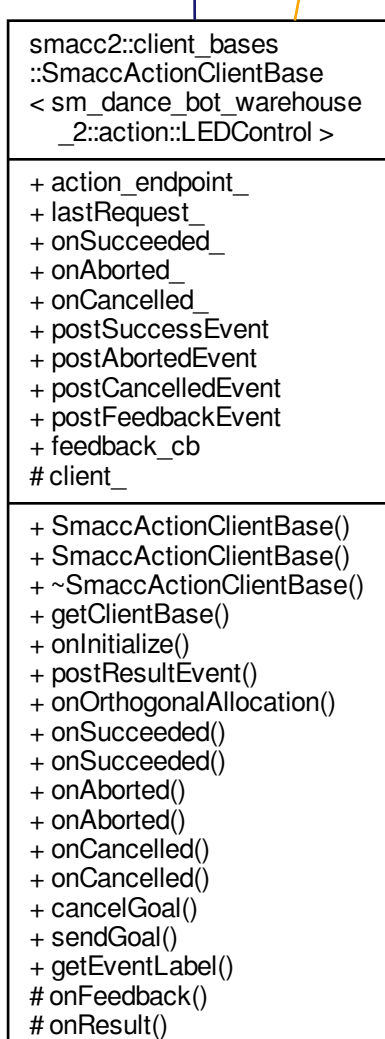 smacc2::client_bases
::SmaccActionClientBase
< sm_dance_bot_warehouse
_2::action::LEDControl >
+ action_endpoint_
+ lastRequest_
+ onSucceeded_
+ onAborted_
+ onCancelled_
+ postSuccessEvent
+ postAbortedEvent
+ postCancelledEvent
+ postFeedbackEvent
+ feedback_cb
# client_
+ SmaccActionClientBase()
+ SmaccActionClientBase()
+ ~SmaccActionClientBase()
+ getClientBase()
+ onInitialize()
+ postResultEvent()
+ onOrthogonalAllocation()
+ onSucceeded()
+ onSucceeded()
+ onAborted()
+ onAborted()
+ onCancelled()
+ onCancelled()
+ cancelGoal()
+ sendGoal()
+ getEventLabel()
# onFeedback()
# onResult()